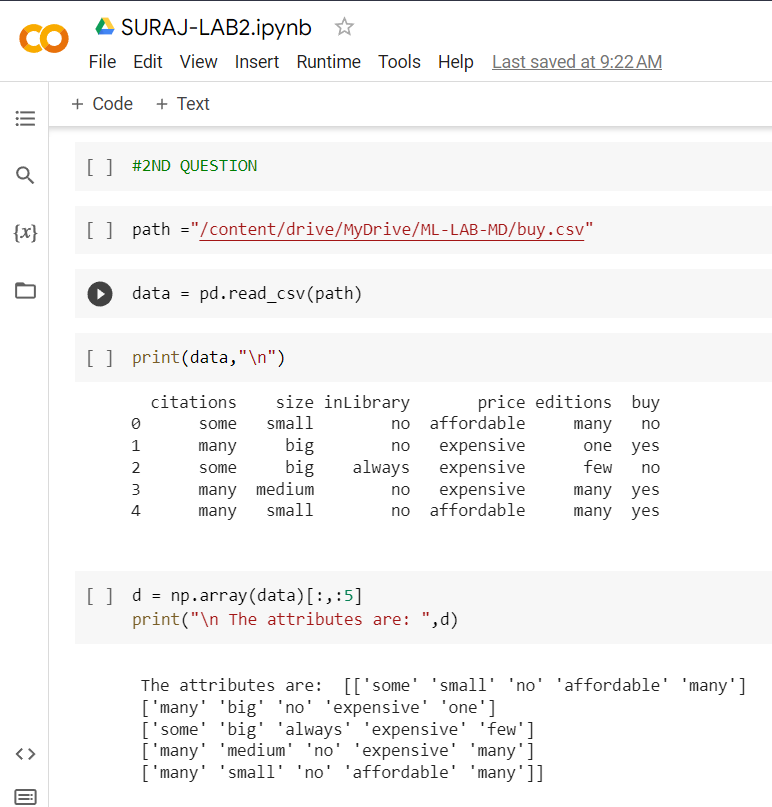 SURAJ-LAB2.ipynb
File Edit View Insert Runtime Tools Help Last saved at 9:22 AM
+ Code + Text
[ ] #2ND QUESTION
{x} [ ] path ="/content/drive/MyDrive/ML-LAB-MD/buy.csv"
data = pd.read_csv(path)
[ ] print(data,"\n")
citations size inLibrary price editions buy
0 some small no affordable many no
1 many big no expensive one yes
2 some big always expensive few no
3 many medium no expensive many yes
4 many small no affordable many yes
[ ] d = np.array(data)[:,:5]
print("\n The attributes are: ",d)
The attributes are: [['some' 'small' 'no' 'affordable' 'many']
['many' 'big' 'no' 'expensive' 'one']
['some' 'big' 'always' 'expensive' 'few']
['many' 'medium' 'no' 'expensive' 'many']
['many' 'small' 'no' 'affordable' 'many']]